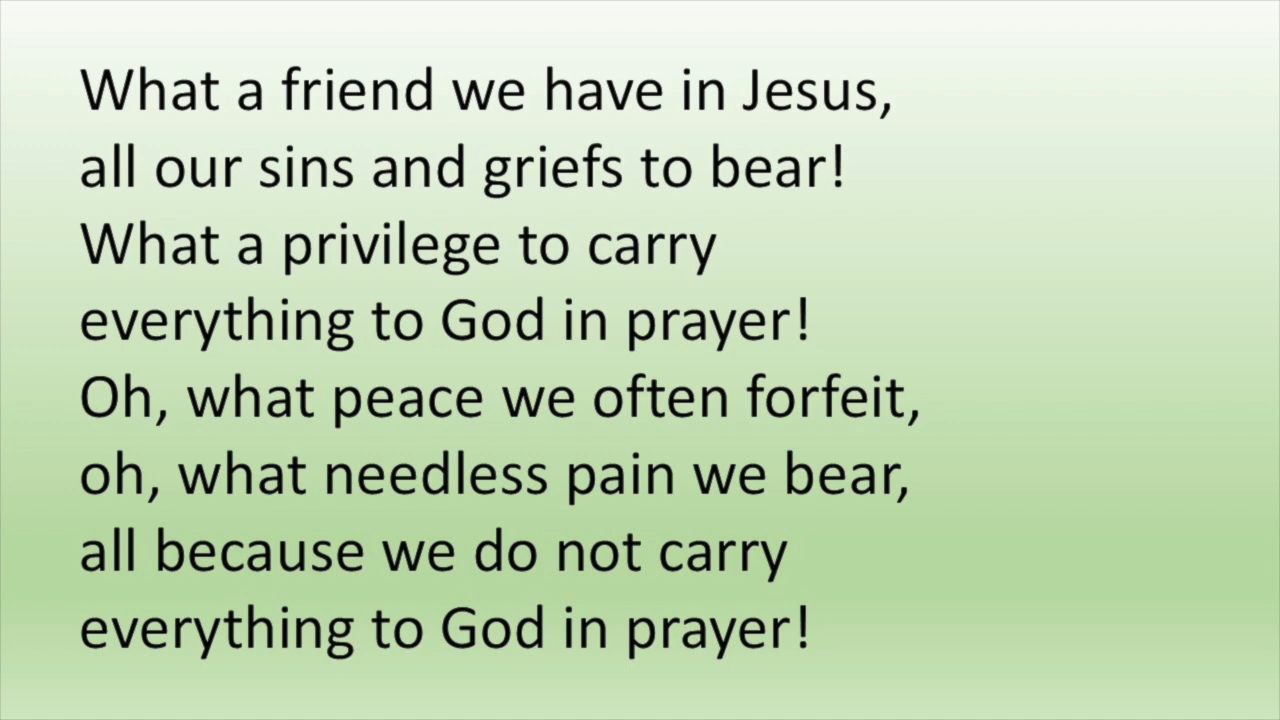 What a friend we have in Jesus,
all our sins and griefs to bear!
What a privilege to carry
everything to God in prayer!
Oh, what peace we often forfeit,
oh, what needless pain we bear,
all because we do not carry
everything to God in prayer!